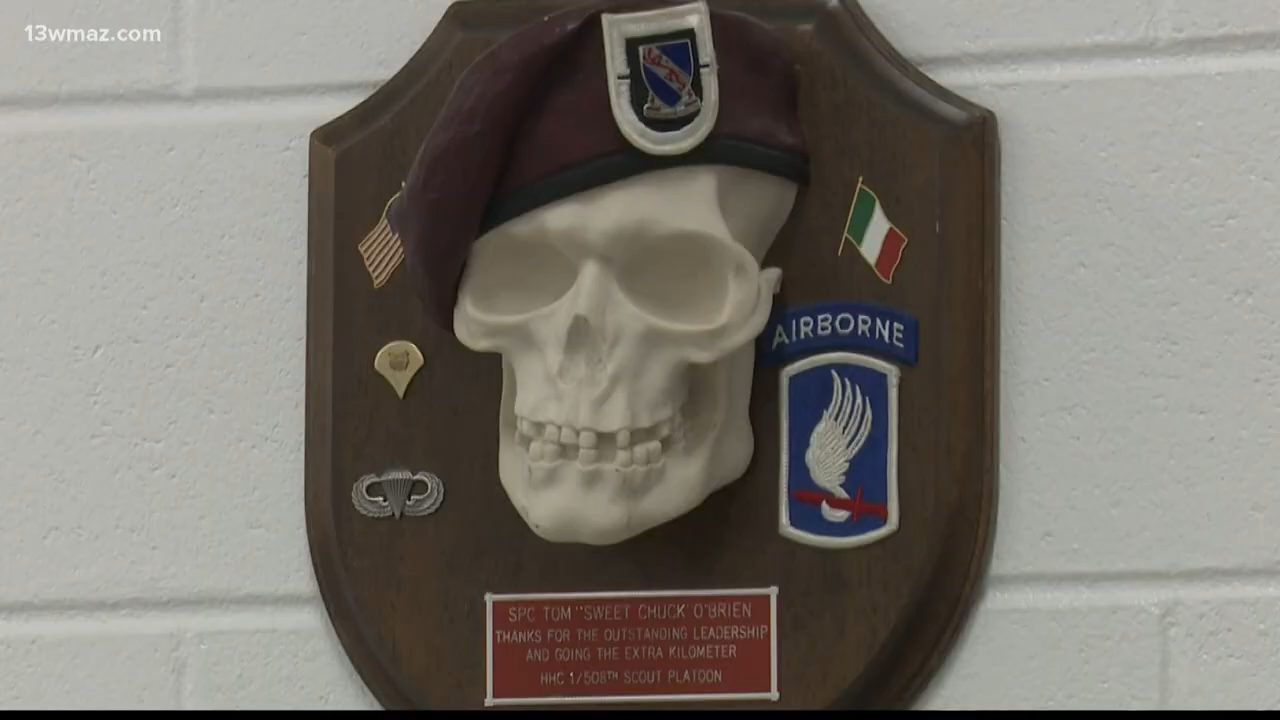 13wmaz.com
AIRBORNE
SPC TOM "SWEET CHUCK" O'BRIEN
THANKS FOR THE OUTSTANDING LEADERSHIP
AND GOING THE EXTRA KILOMETER
HHC 1/508TH SCOUT PLATOON